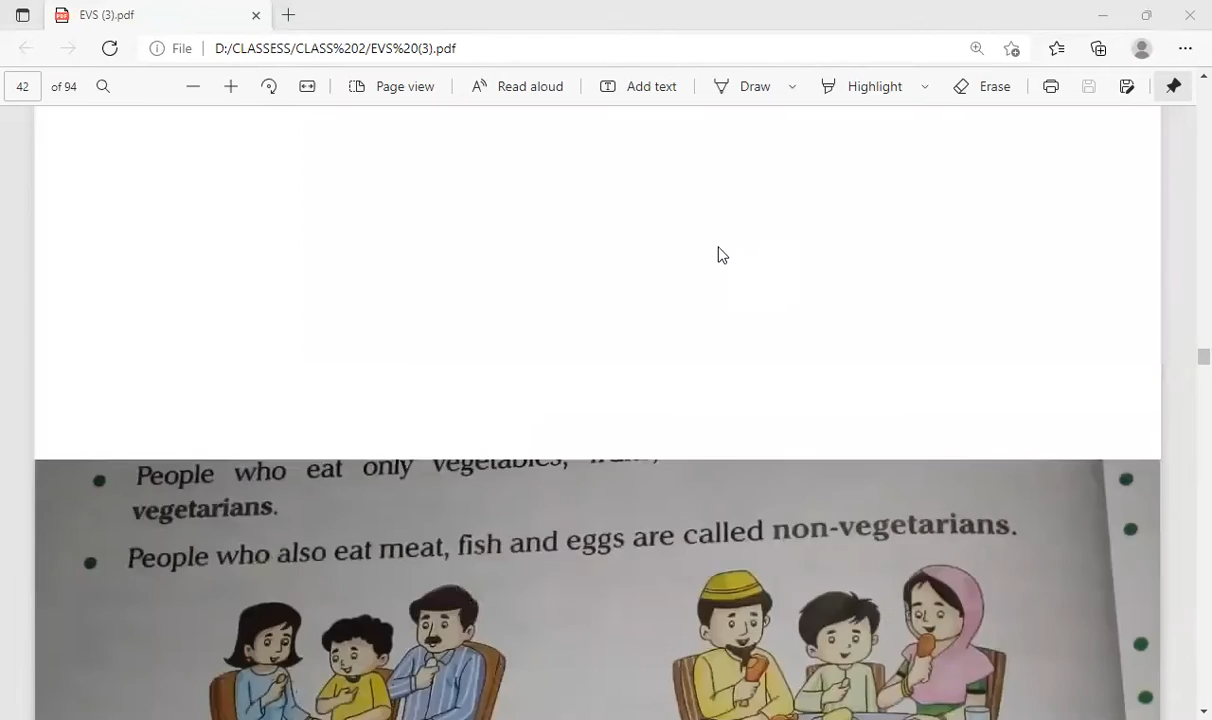 EVS (3).pdf
File
D:/CLASSESS/CLASS%202/EVS%20(3).pdf
42 of 94
Page view
Read aloud
Add text
Draw
Highlight
Erase
People who eat only vegetables,
vegetarians.
People who also eat meat, fish and eggs are called non-vegetarians.